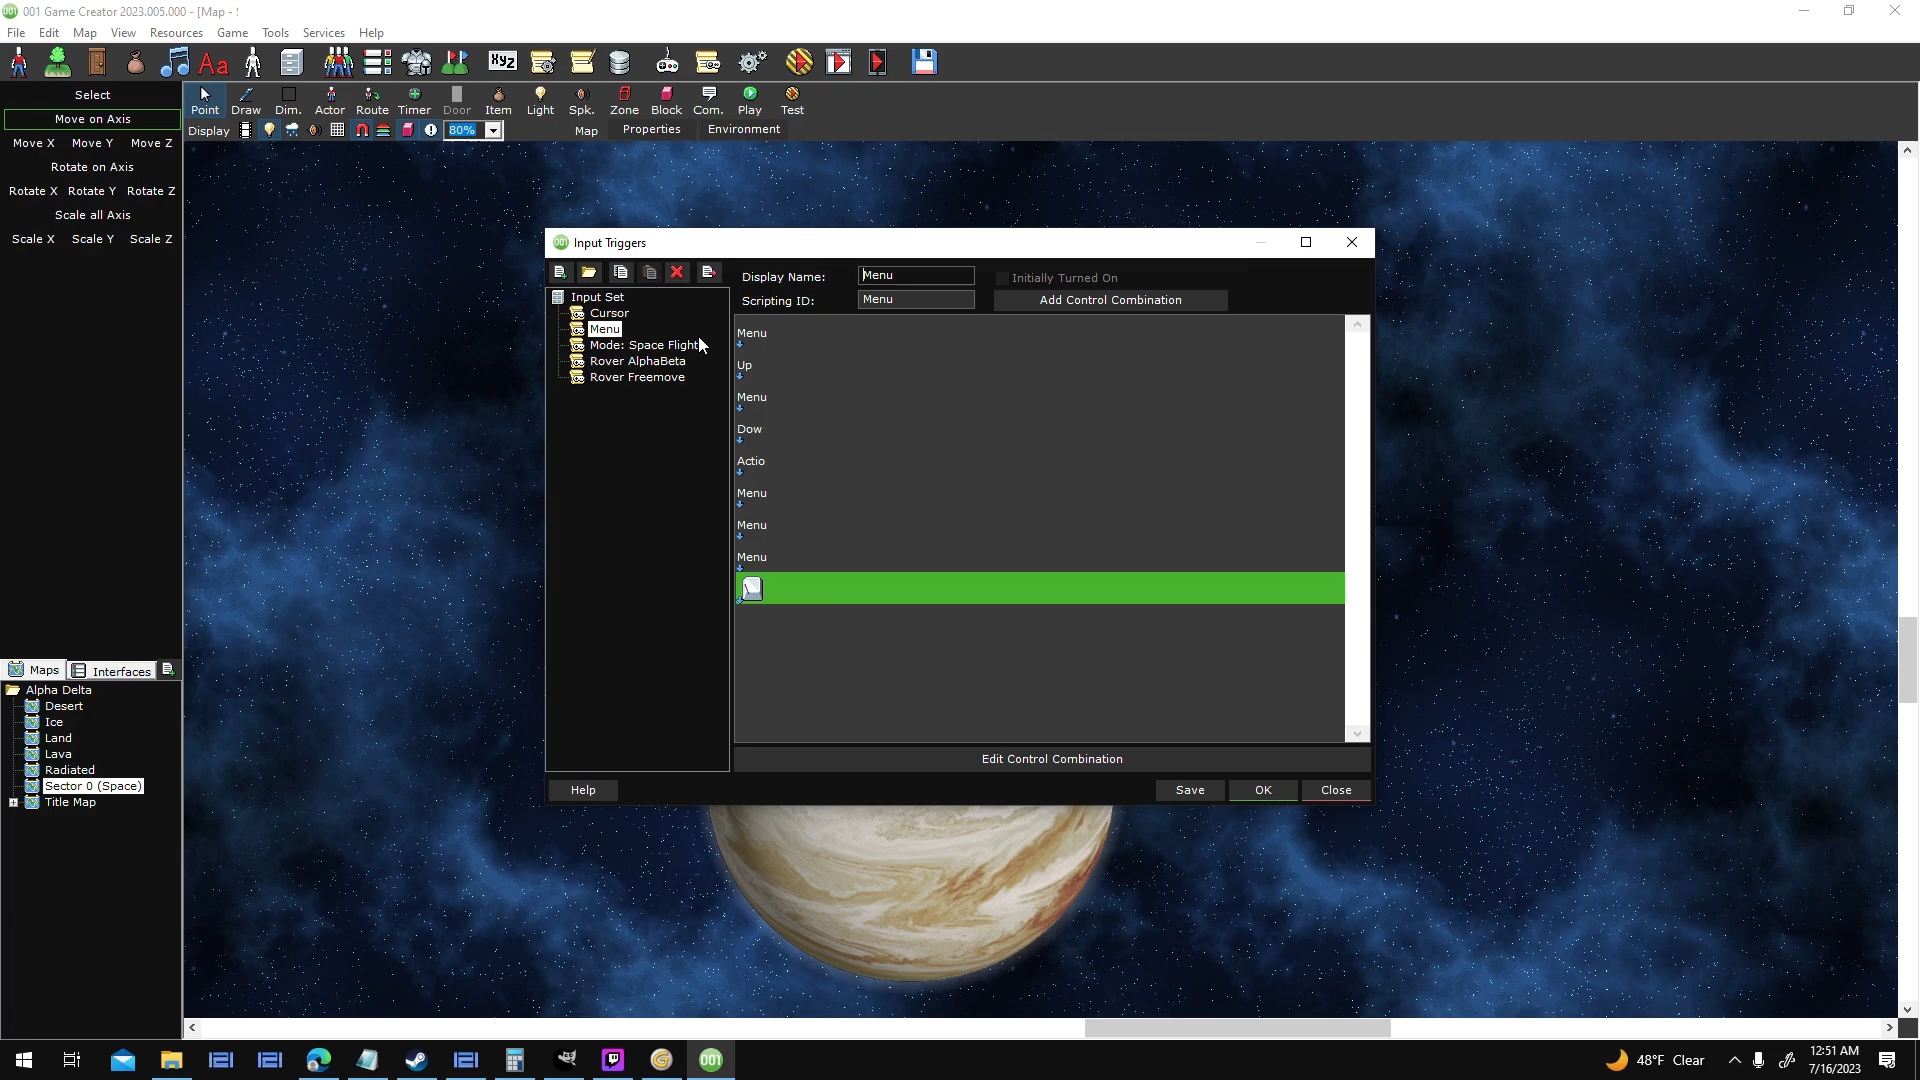 001 Game Creator 2023.005.000 - [Map - '
File Edit Map View Resources Game Tools Services Help
Aa XYZ
Select
Point Draw Dim. Actor Route Timer Door Item Light Spk. Zone Block Com. Play Test
Move on Axis
Display 80% Map Properties Environment
Move X Move Y Move Z
Rotate on Axis
Rotate X Rotate Y Rotate Z
Scale all Axis
Scale X Scale Y Scale Z
001 Input Triggers
Display Name: Menu Initially Turned On
Scripting ID: Menu Add Control Combination
Input Set
Cursor
Menu
Mode: Space Flight
Rover AlphaBeta
Rover Freemove
Menu
Up
Menu
Dow
Actio
Menu
Menu
Menu
Edit Control Combination
Help Save OK Close
Maps Interfaces
Alpha Delta
Desert
Ice
Land
Lava
Radiated
Sector 0 (Space)
Title Map
001
48°F Clear
12:51 AM
7/16/2023